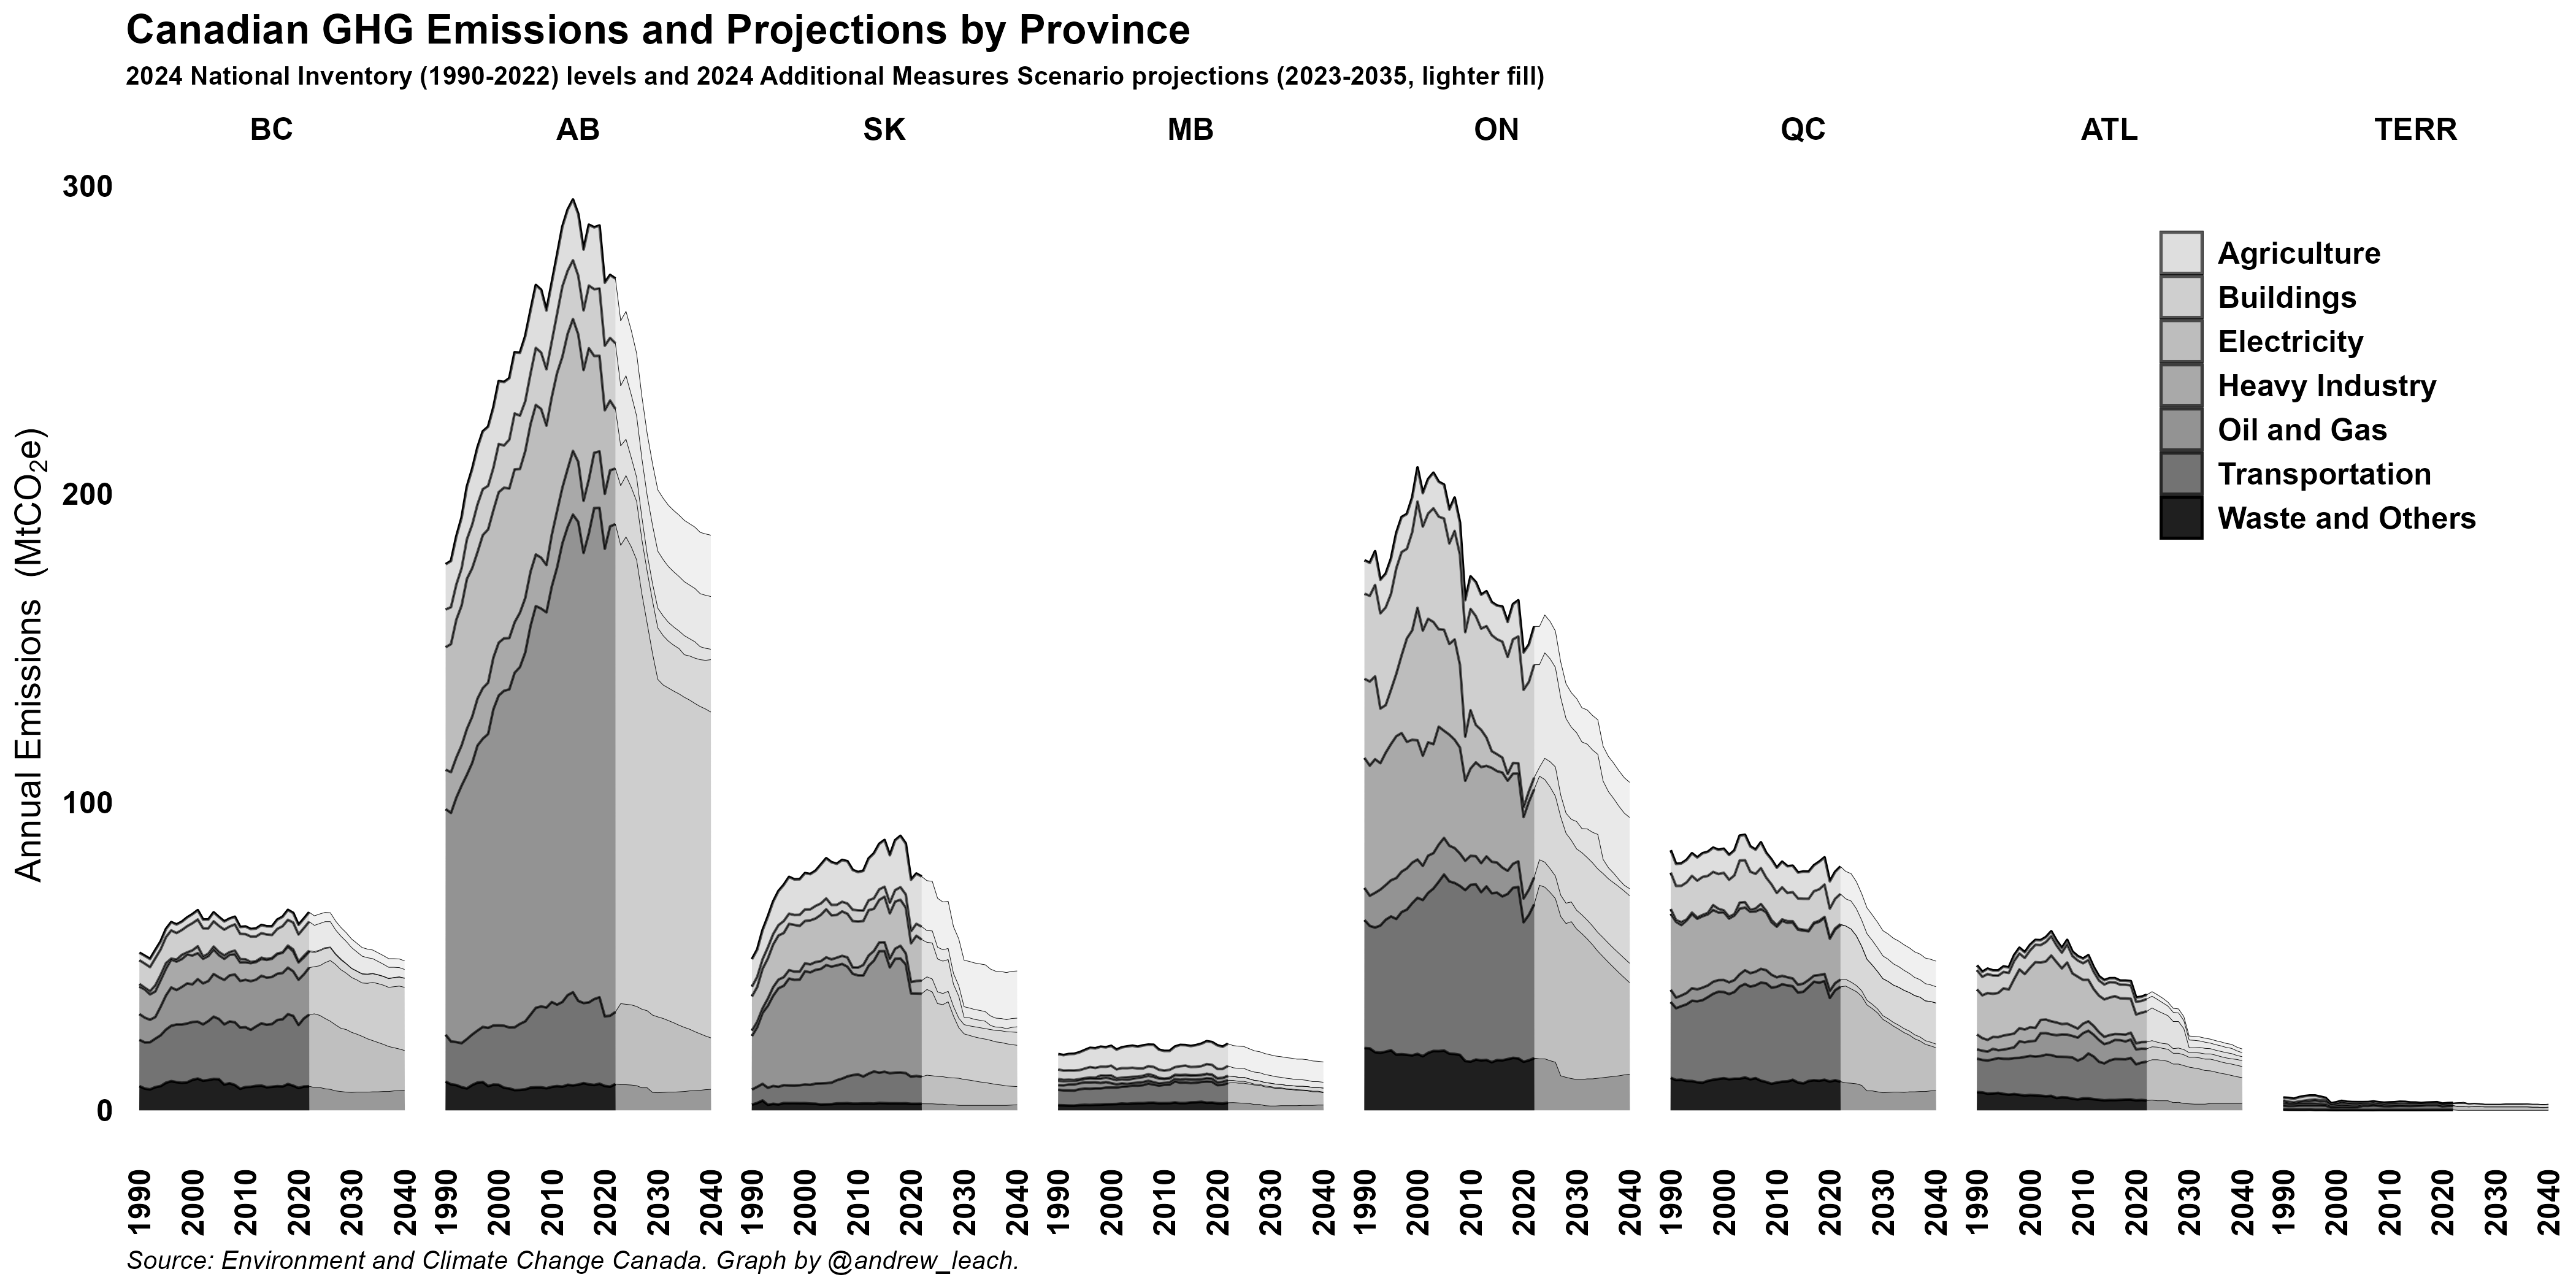 Canadian GHG Emissions and Projections by Province
2024 National Inventory (1990-2022) levels and 2024 Additional Measures Scenario projections (2023-2035, lighter fill)
BC AB SK MB ON QC ATL TERR
Annual Emissions (MtCO₂e)
300
200
100
0
Agriculture
Buildings
Electricity
Heavy Industry
Oil and Gas
Transportation
Waste and Others
1990 2000 2010 2020 2030 2040 1990 2000 2010 2020 2030 2040 1990 2000 2010 2020 2030 2040 1990 2000 2010 2020 2030 2040 1990 2000 2010 2020 2030 2040 1990 2000 2010 2020 2030 2040 1990 2000 2010 2020 2030 2040 1990 2000 2010 2020 2030 2040
Source: Environment and Climate Change Canada. Graph by @andrew_leach.